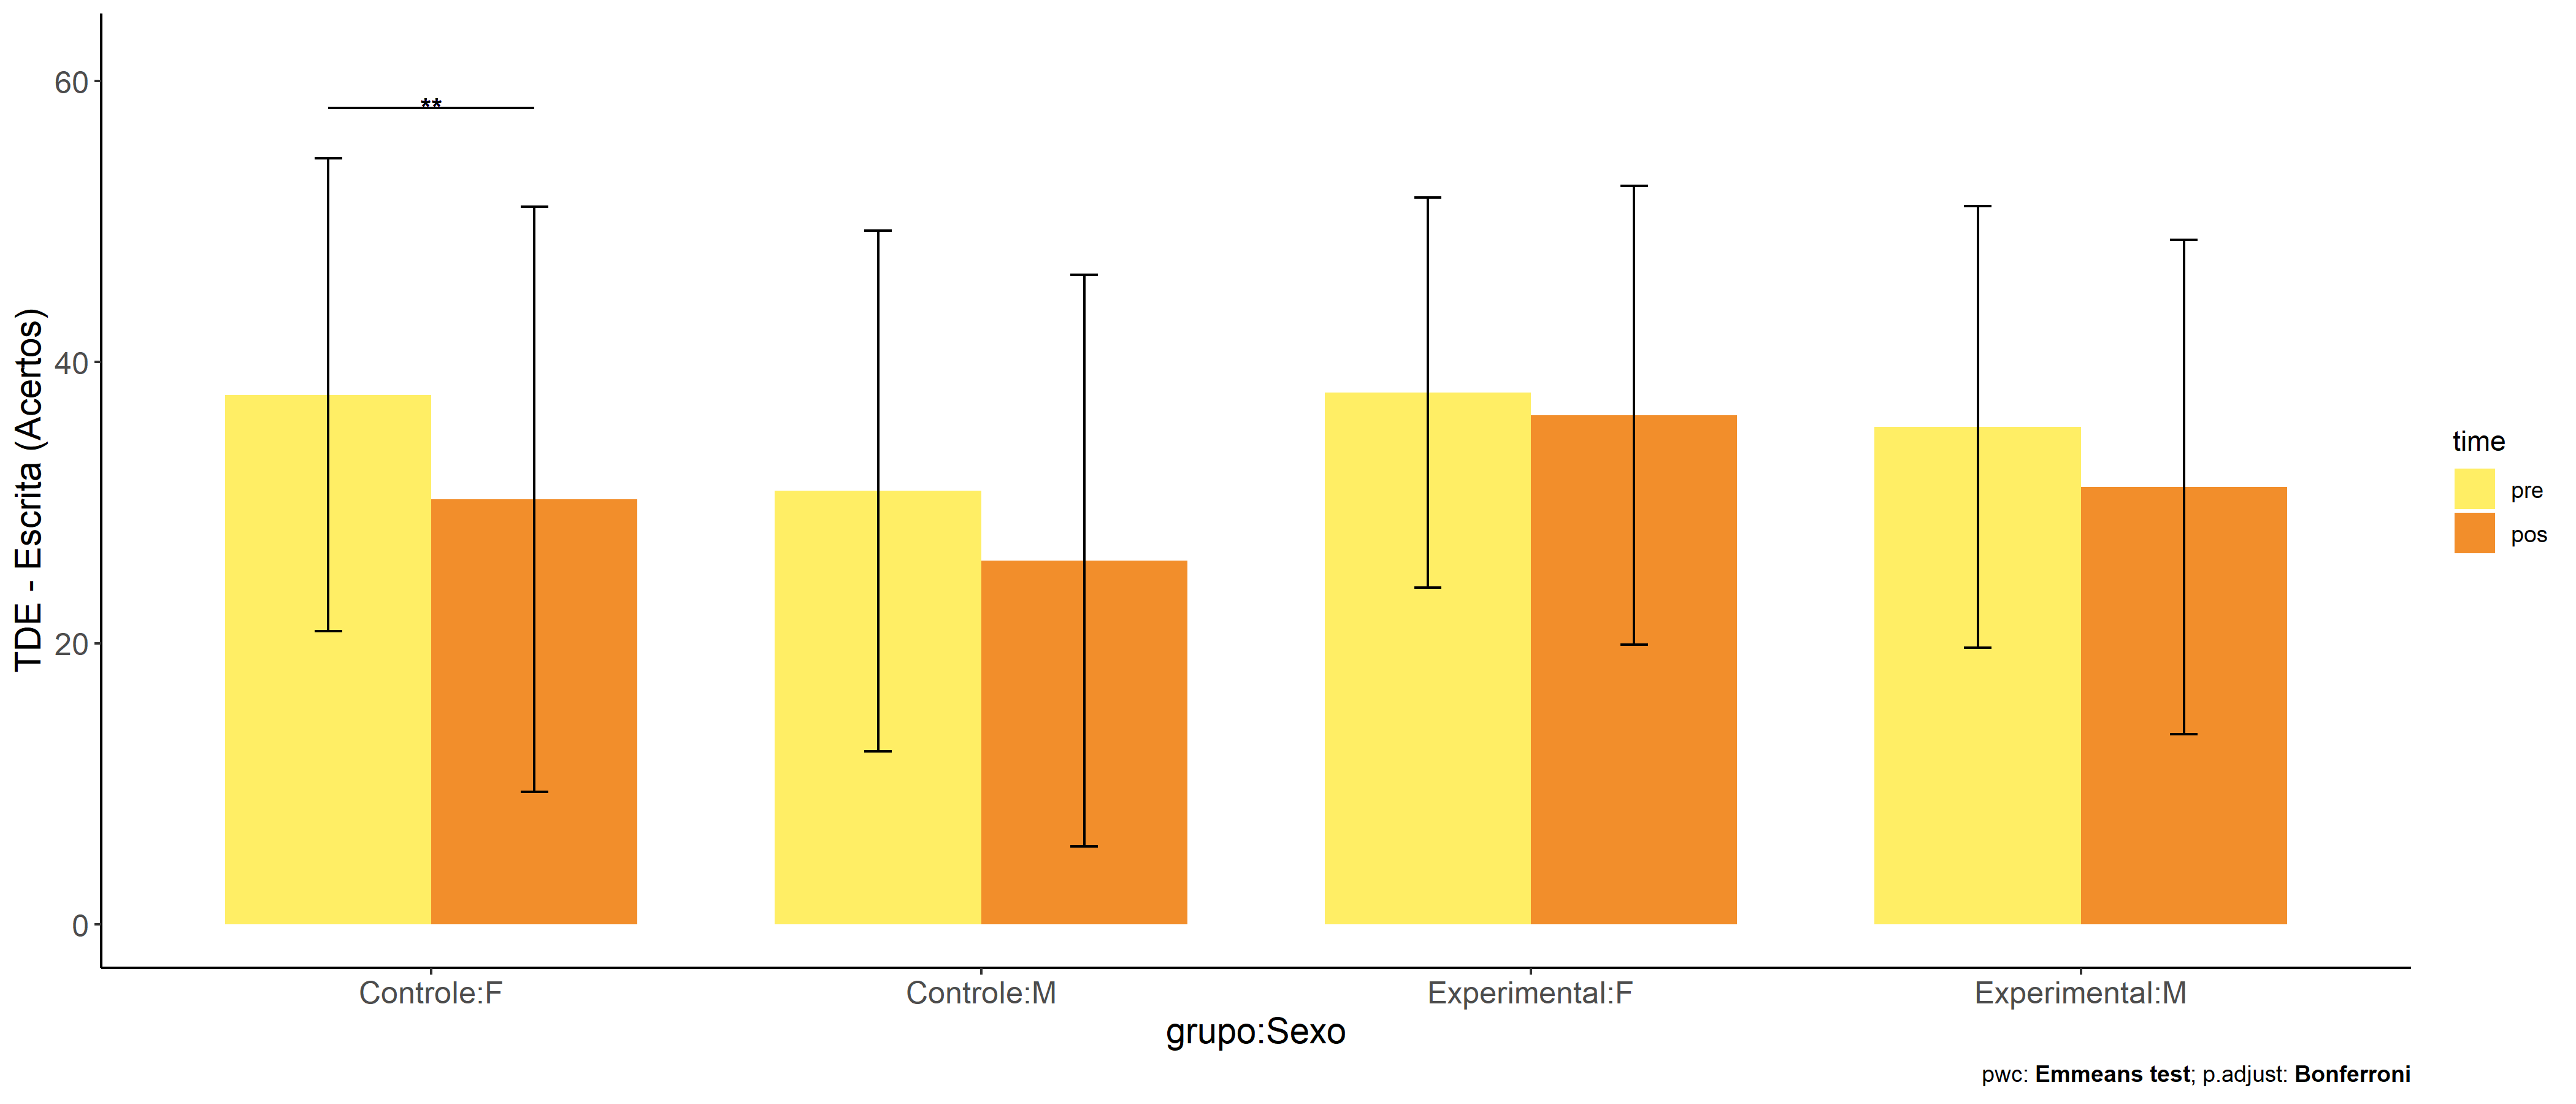 TDE - Escrita (Acertos)
60
40
20
0
**
Controle:F
Controle:M
Experimental:F
Experimental:M
grupo:Sexo
time
pre
pos
pwc: Emmeans test; p.adjust: Bonferroni